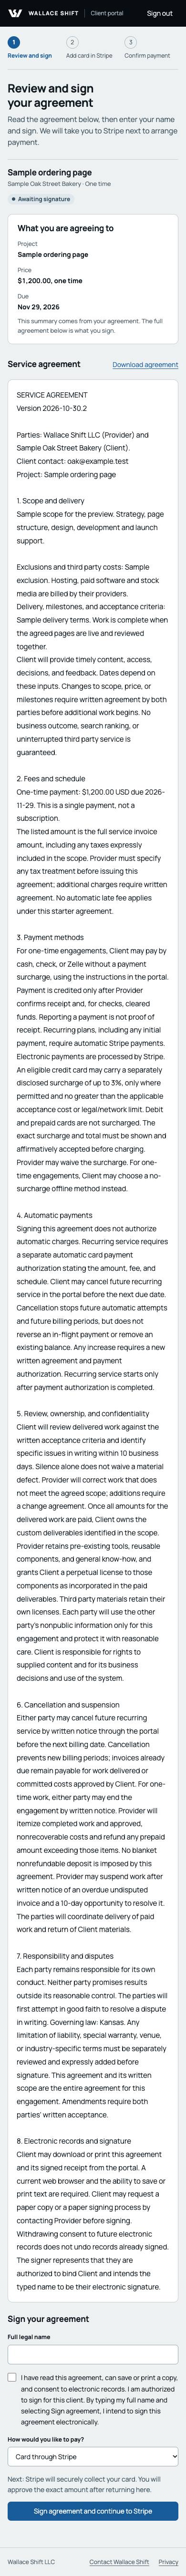 WALLACE SHIFT
Client portal
Sign out
1
2
3
Review and sign
Add card in Stripe
Confirm payment
Review and sign
your agreement
Read the agreement below, then enter your name
and sign. We will take you to Stripe next to arrange
payment.
Sample ordering page
Sample Oak Street Bakery · One time
Awaiting signature
What you are agreeing to
Project
Sample ordering page
Price
$1,200.00, one time
Due
Nov 29, 2026
This summary comes from your agreement. The full
agreement below is what you sign.
Service agreement
Download agreement
SERVICE AGREEMENT
Version 2026-10-30.2
Parties: Wallace Shift LLC (Provider) and
Sample Oak Street Bakery (Client).
Client contact: oak@example.test
Project: Sample ordering page
1. Scope and delivery
Sample scope for the preview. Strategy, page
structure, design, development and launch
support.
Exclusions and third party costs: Sample
exclusion. Hosting, paid software and stock
media are billed by their providers.
Delivery, milestones, and acceptance criteria:
Sample delivery terms. Work is complete when
the agreed pages are live and reviewed
together.
Client will provide timely content, access,
decisions, and feedback. Dates depend on
these inputs. Changes to scope, price, or
milestones require written agreement by both
parties before additional work begins. No
business outcome, search ranking, or
uninterrupted third party service is
guaranteed.
2. Fees and schedule
One-time payment: $1,200.00 USD due 2026-
11-29. This is a single payment, not a
subscription.
The listed amount is the full service invoice
amount, including any taxes expressly
included in the scope. Provider must specify
any tax treatment before issuing this
agreement; additional charges require written
agreement. No automatic late fee applies
under this starter agreement.
3. Payment methods
For one-time engagements, Client may pay by
cash, check, or Zelle without a payment
surcharge, using the instructions in the portal.
Payment is credited only after Provider
confirms receipt and, for checks, cleared
funds. Reporting a payment is not proof of
receipt. Recurring plans, including any initial
payment, require automatic Stripe payments.
Electronic payments are processed by Stripe.
An eligible credit card may carry a separately
disclosed surcharge of up to 3%, only where
permitted and no greater than the applicable
acceptance cost or legal/network limit. Debit
and prepaid cards are not surcharged. The
exact surcharge and total must be shown and
affirmatively accepted before charging.
Provider may waive the surcharge. For one-
time engagements, Client may choose a no-
surcharge offline method instead.
4. Automatic payments
Signing this agreement does not authorize
automatic charges. Recurring service requires
a separate automatic card payment
authorization stating the amount, fee, and
schedule. Client may cancel future recurring
service in the portal before the next due date.
Cancellation stops future automatic attempts
and future billing periods, but does not
reverse an in-flight payment or remove an
existing balance. Any increase requires a new
written agreement and payment
authorization. Recurring service starts only
after payment authorization is completed.
5. Review, ownership, and confidentiality
Client will review delivered work against the
written acceptance criteria and identify
specific issues in writing within 10 business
days. Silence alone does not waive a material
defect. Provider will correct work that does
not meet the agreed scope; additions require
a change agreement. Once all amounts for the
delivered work are paid, Client owns the
custom deliverables identified in the scope.
Provider retains pre-existing tools, reusable
components, and general know-how, and
grants Client a perpetual license to those
components as incorporated in the paid
deliverables. Third party materials retain their
own licenses. Each party will use the other
party's nonpublic information only for this
engagement and protect it with reasonable
care. Client is responsible for rights to
supplied content and for its business
decisions and use of the system.
6. Cancellation and suspension
Either party may cancel future recurring
service by written notice through the portal
before the next billing date. Cancellation
prevents new billing periods; invoices already
due remain payable for work delivered or
committed costs approved by Client. For one-
time work, either party may end the
engagement by written notice. Provider will
itemize completed work and approved,
nonrecoverable costs and refund any prepaid
amount exceeding those items. No blanket
nonrefundable deposit is imposed by this
agreement. Provider may suspend work after
written notice of an overdue undisputed
invoice and a 10-day opportunity to resolve it.
The parties will coordinate delivery of paid
work and return of Client materials.
7. Responsibility and disputes
Each party remains responsible for its own
conduct. Neither party promises results
outside its reasonable control. The parties will
first attempt in good faith to resolve a dispute
in writing. Governing law: Kansas. Any
limitation of liability, special warranty, venue,
or industry-specific terms must be separately
reviewed and expressly added before
signature. This agreement and its written
scope are the entire agreement for this
engagement. Amendments require both
parties' written acceptance.
8. Electronic records and signature
Client may download or print this agreement
and its signed receipt from the portal. A
current web browser and the ability to save or
print text are required. Client may request a
paper copy or a paper signing process by
contacting Provider before signing.
Withdrawing consent to future electronic
records does not undo records already signed.
The signer represents that they are
authorized to bind Client and intends the
typed name to be their electronic signature.
Sign your agreement
Full legal name
I have read this agreement, can save or print a copy,
and consent to electronic records. I am authorized
to sign for this client. By typing my full name and
selecting Sign agreement, I intend to sign this
agreement electronically.
How would you like to pay?
Card through Stripe
Next: Stripe will securely collect your card. You will
approve the exact amount after returning here.
Sign agreement and continue to Stripe
Wallace Shift LLC
Contact Wallace Shift
Privacy